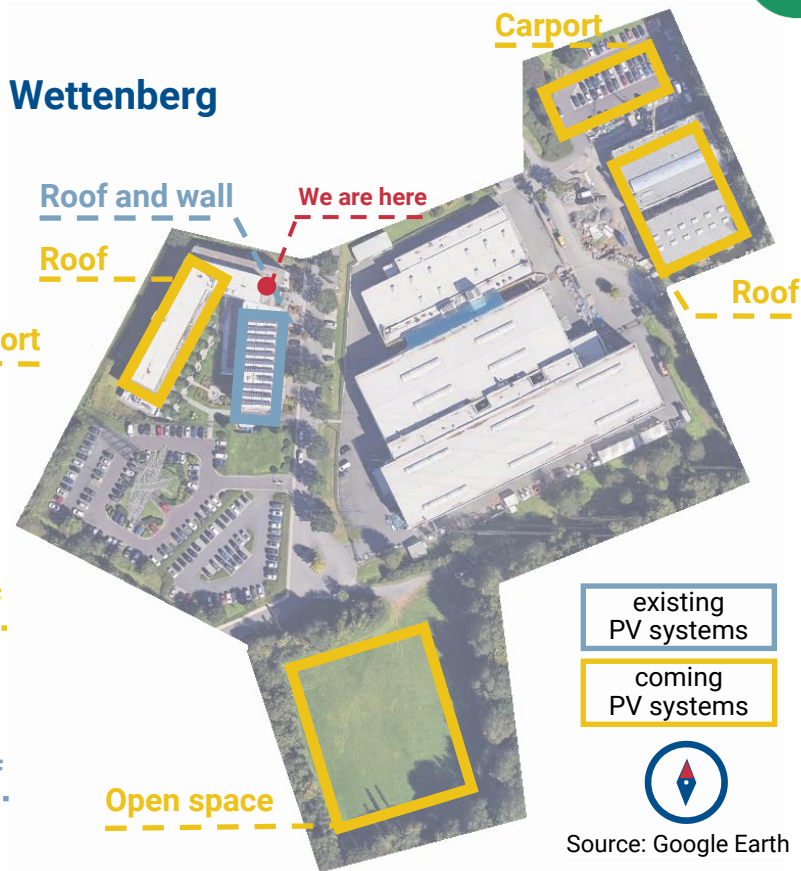 Carport
Wettenberg
Roof and wall
We are here
Roof
Roof
ort
existing
PV systems
coming
PV systems
Open space
Source: Google Earth